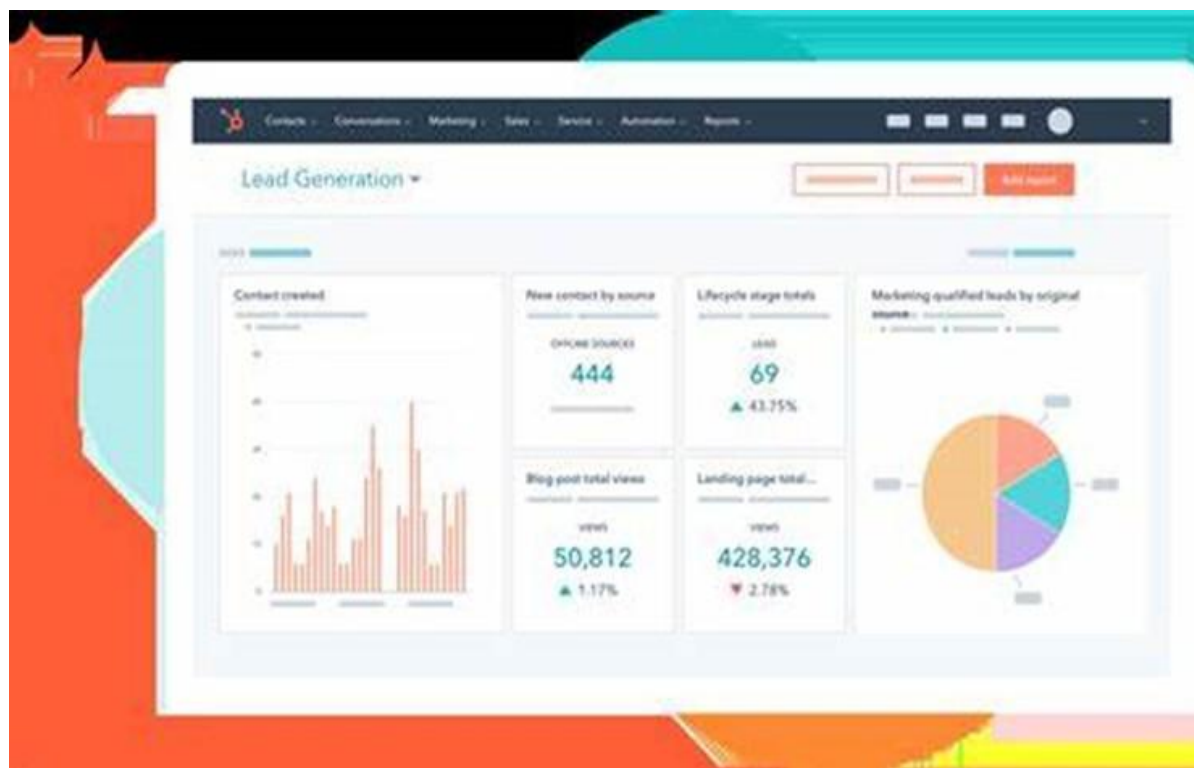 Contacts Conversations Marketing Sales Service Automation Reports
Lead Generation
Add report
Contact created
New contact by source
OFFLINE SOURCES
444
Lifecycle stage totals
LEAD
69
43.75%
Marketing qualified leads by original
source
Blog post total views
VIEWS
50,812
1.17%
Landing page total...
VIEWS
428,376
2.78%